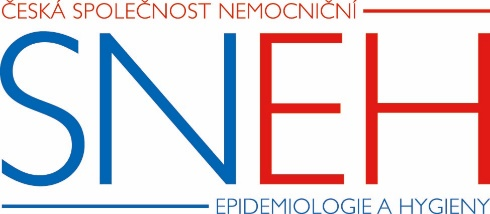 ČESKÁ SPOLEČNOST NEMOCNIČNÍ
SNEH
EPIDEMIOLOGIE A HYGIENY